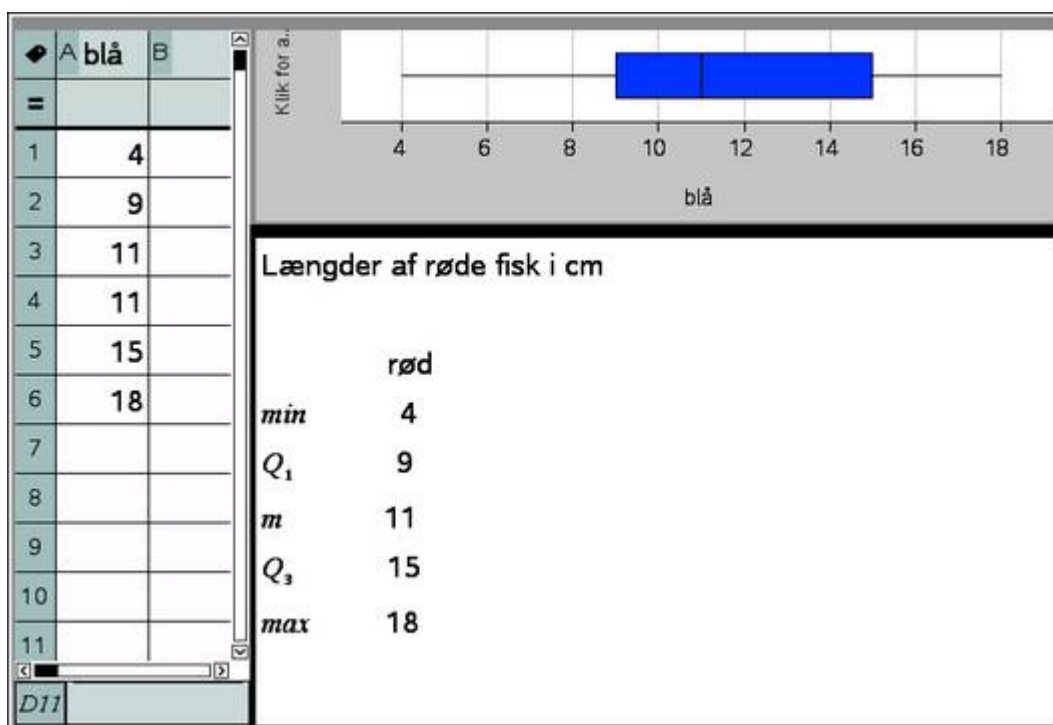 A blå B
=
1 4
2 9
3 11
4 11
5 15
6 18
7
8
9
10
11
D11
Klik for a..
4 6 8 10 12 14 16 18
blå
Længder af røde fisk i cm
rød
min 4
Q₁ 9
m 11
Q₃ 15
max 18